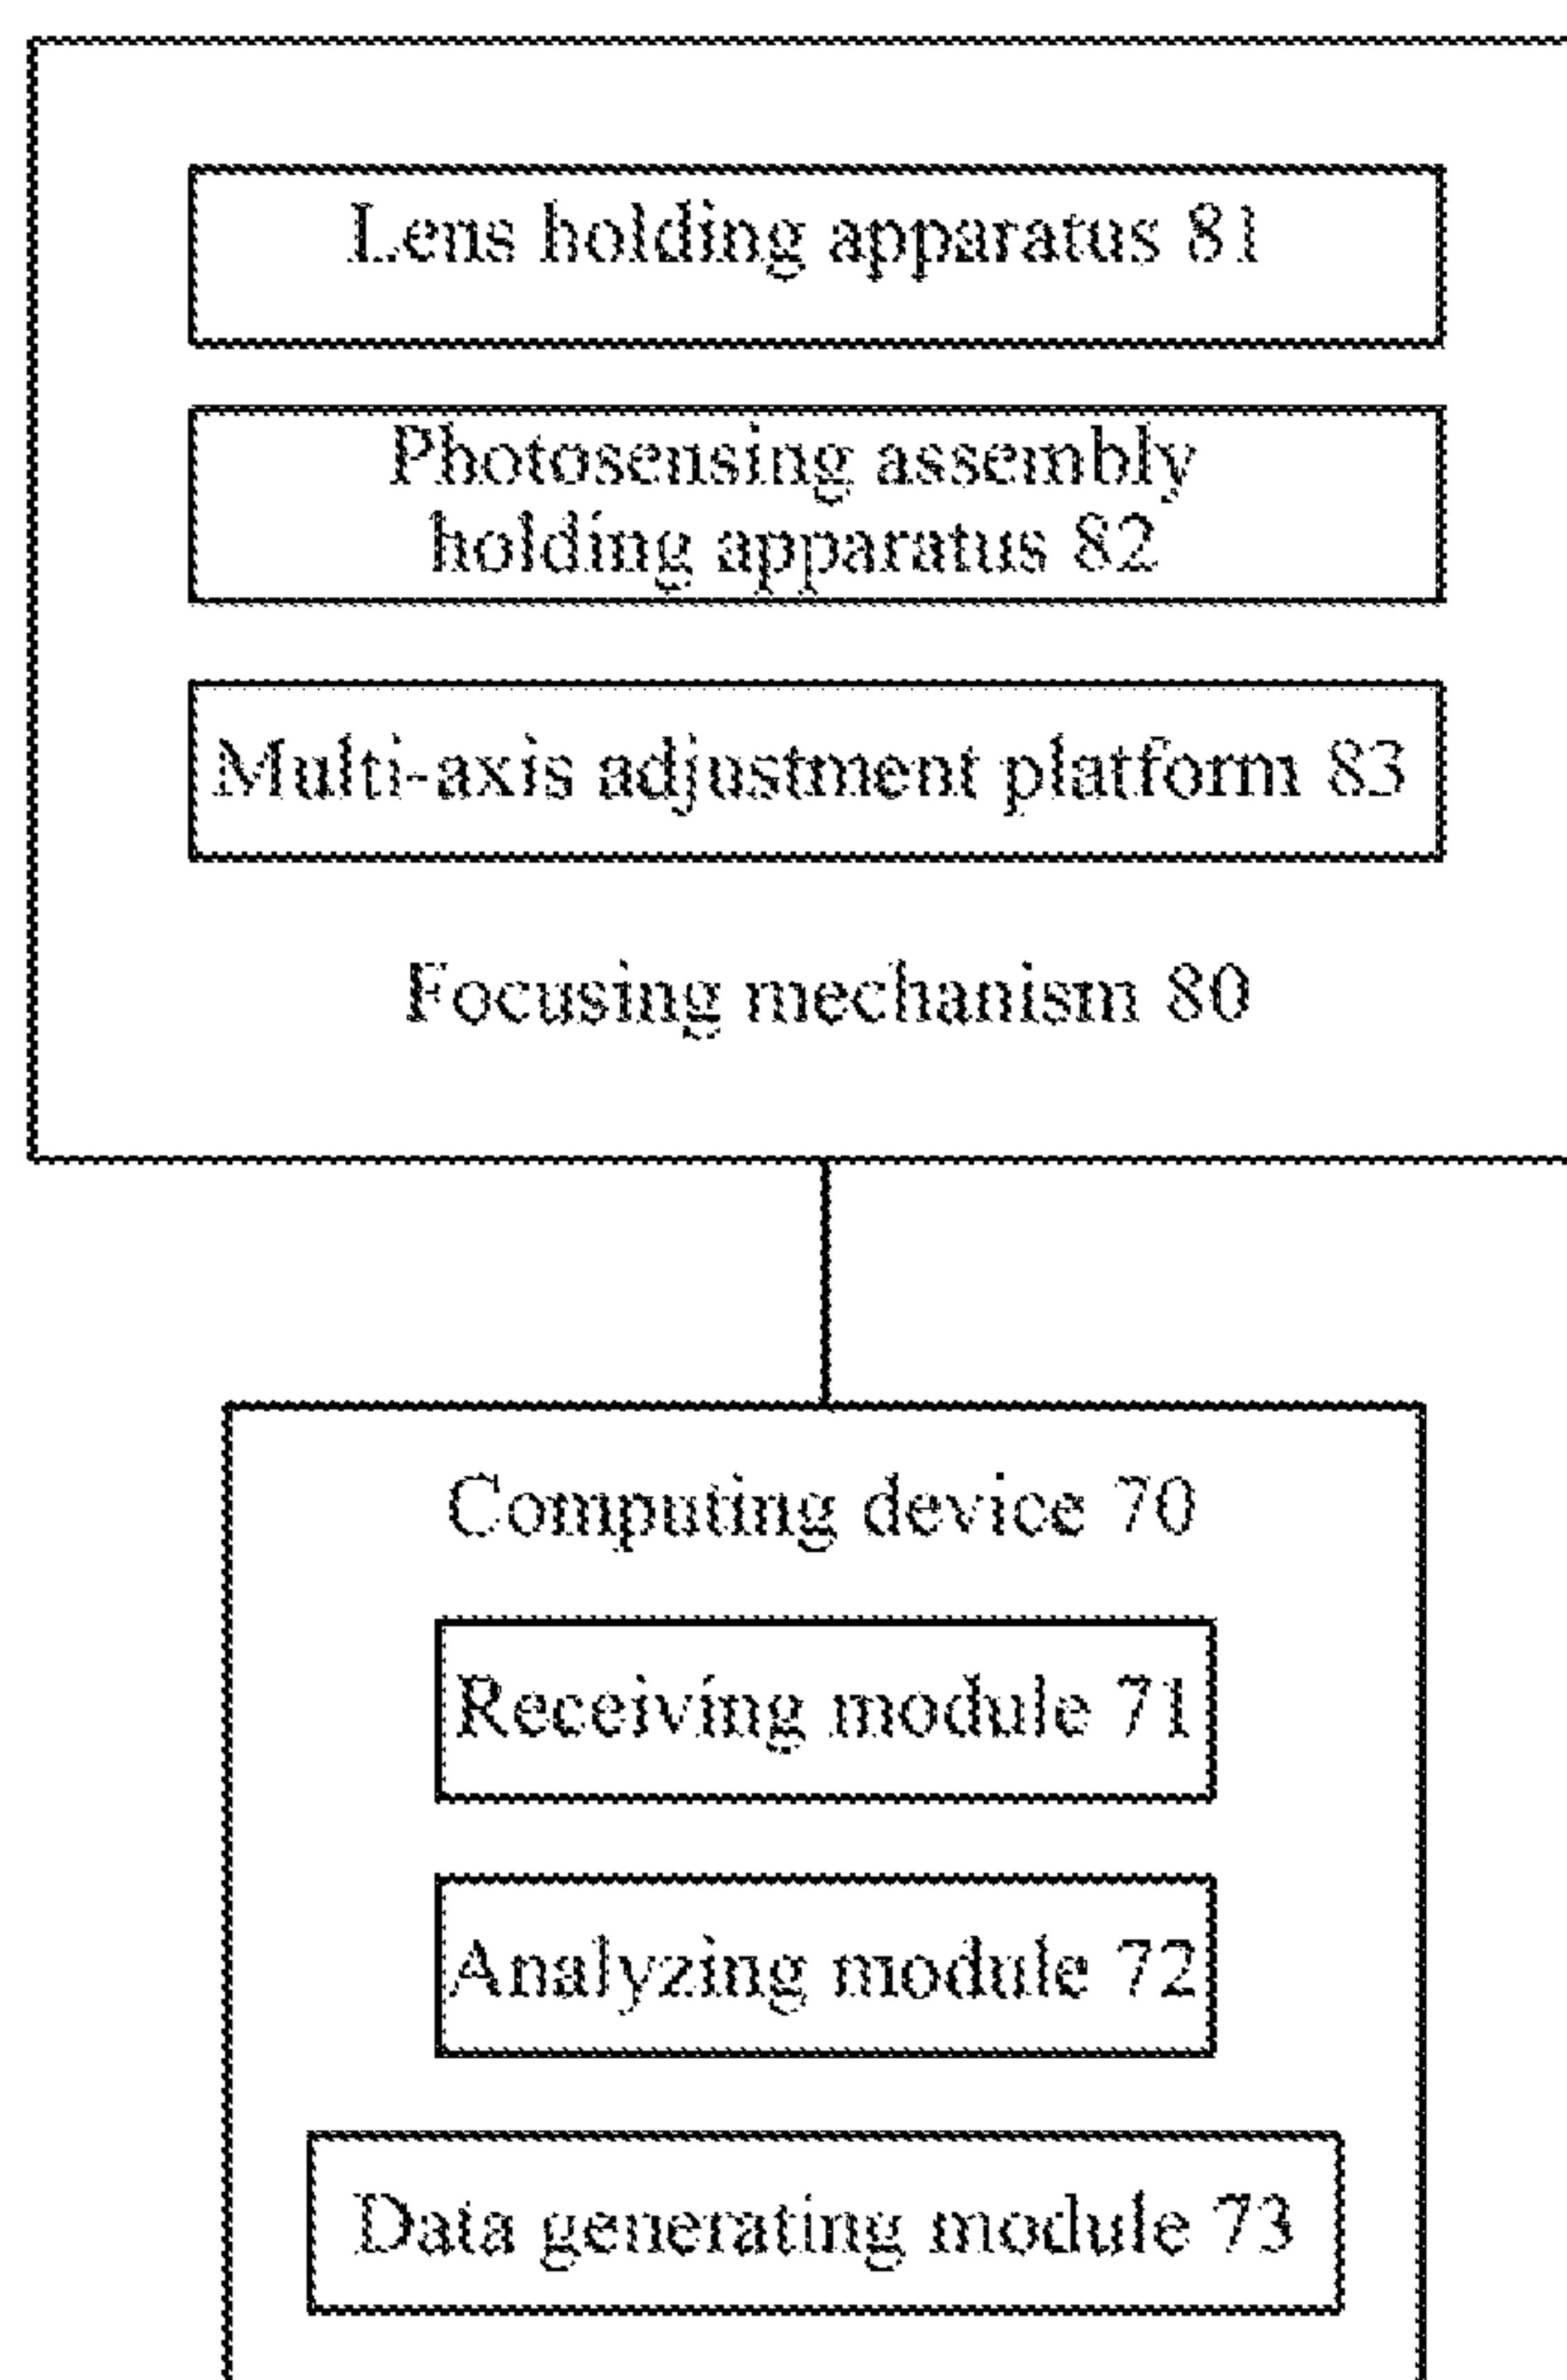 Lens holding apparatus 81
Photosensing assembly
holding apparatus 82
Multi-axis adjustment platform 83
Focusing mechanism 80
Computing device 70
Receiving module 71
Analyzing module 72
Data generating module 73